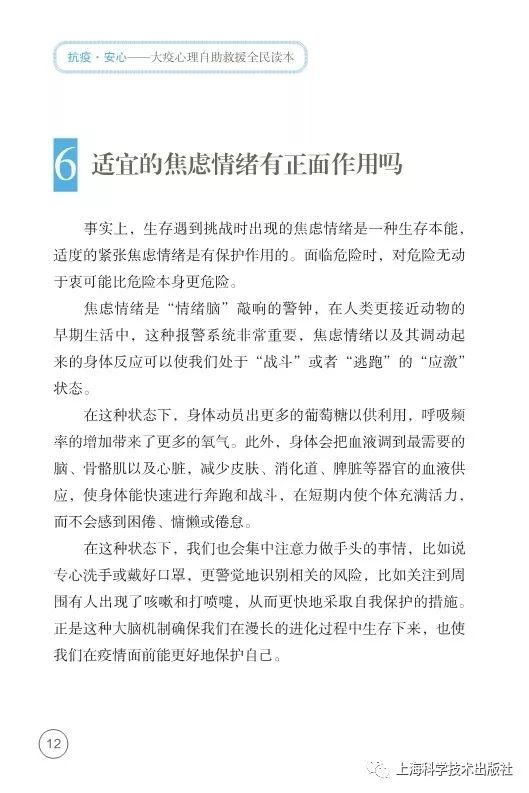 抗疫·安心——大疫心理自助救援全民读本
6 适宜的焦虑情绪有正面作用吗
事实上，生存遇到挑战时出现的焦虑情绪是一种生存本能，
适度的紧张焦虑情绪是有保护作用的。面临危险时，对危险无动
于衷可能比危险本身更危险。
焦虑情绪是“情绪脑”敲响的警钟，在人类更接近动物的
早期生活中，这种报警系统非常重要，焦虑情绪以及其调动起
来的身体反应可以使我们处于“战斗”或者“逃跑”的“应激”
状态。
在这种状态下，身体动员出更多的葡萄糖以供利用，呼吸频
率的增加带来了更多的氧气。此外，身体会把血液调到最需要的
脑、骨骼肌以及心脏，减少皮肤、消化道、脾脏等器官的血液供
应，使身体能快速进行奔跑和战斗，在短期内使个体充满活力，
而不会感到困倦、慵懒或倦怠。
在这种状态下，我们也会集中注意力做手头的事情，比如说
专心洗手或戴好口罩，更警觉地识别相关的风险，比如关注到周
围有人出现了咳嗽和打喷嚏，从而更快地采取自我保护的措施。
正是这种大脑机制确保我们在漫长的进化过程中生存下来，也使
我们在疫情面前能更好地保护自己。
12
上海科学技术出版社